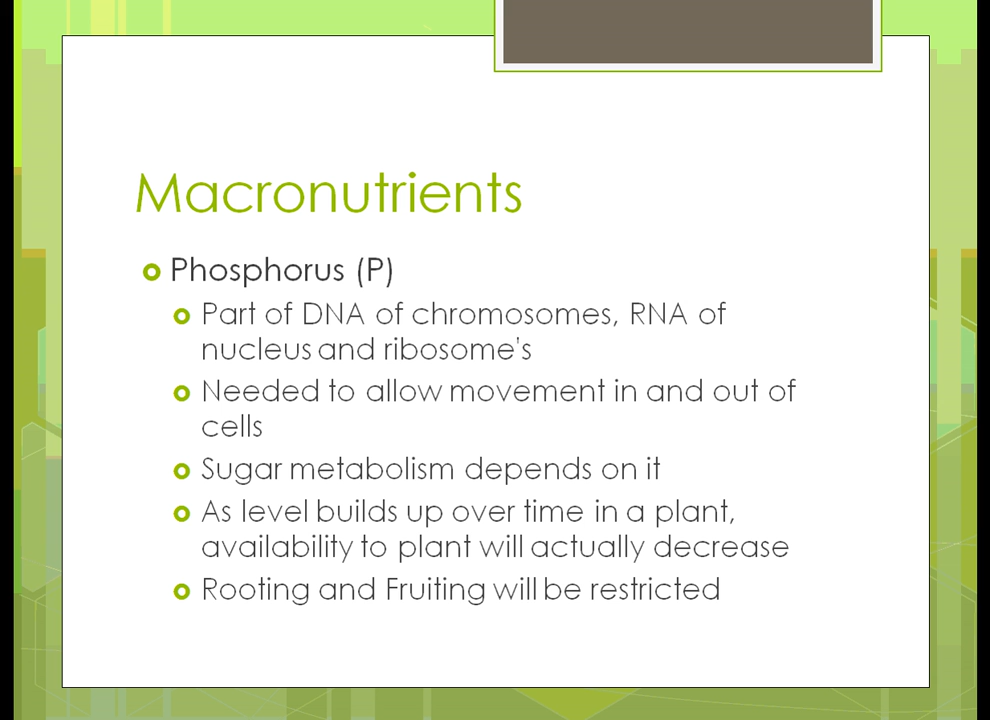 Macronutrients
Phosphorus (P)
Part of DNA of chromosomes, RNA of
nucleus and ribosome's
Needed to allow movement in and out of
cells
Sugar metabolism depends on it
As level builds up over time in a plant,
availability to plant will actually decrease
Rooting and Fruiting will be restricted